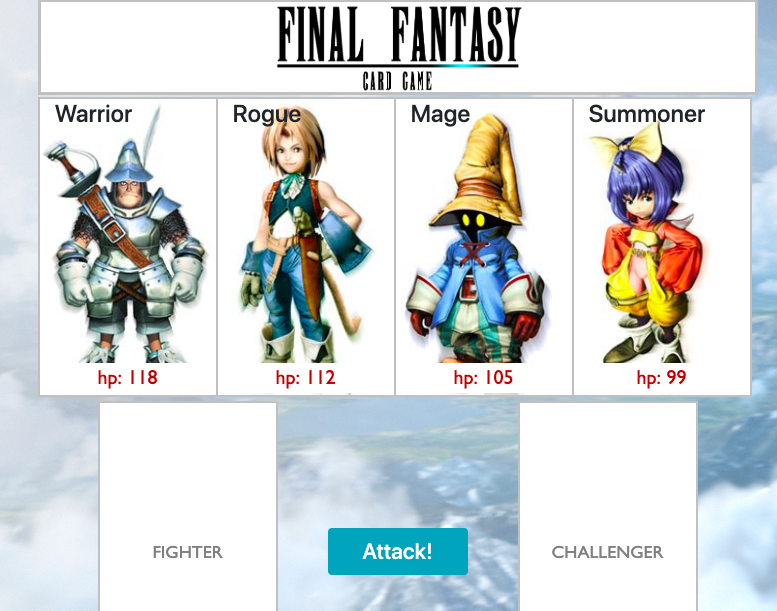 FINAL FANTASY
CARD GAME
Warrior
Rogue
Mage
Summoner
hp: 118
hp: 112
hp: 105
hp: 99
FIGHTER
Attack!
CHALLENGER